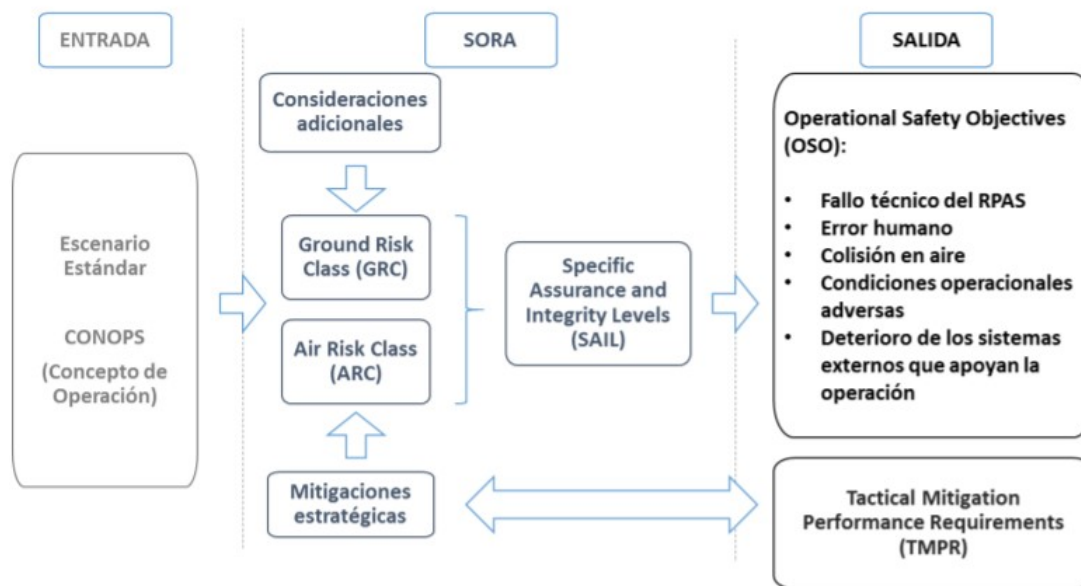 ENTRADA
SORA
SALIDA
Escenario
Estándar
CONOPS
(Concepto de
Operación)
Consideraciones
adicionales
Ground Risk
Class (GRC)
Air Risk Class
(ARC)
Mitigaciones
estratégicas
Specific
Assurance and
Integrity Levels
(SAIL)
Operational Safety Objectives
(OSO):
• Fallo técnico del RPAS
• Error humano
• Colisión en aire
• Condiciones operacionales
adversas
• Deterioro de los sistemas
externos que apoyan la
operación
Tactical Mitigation
Performance Requirements
(TMPR)